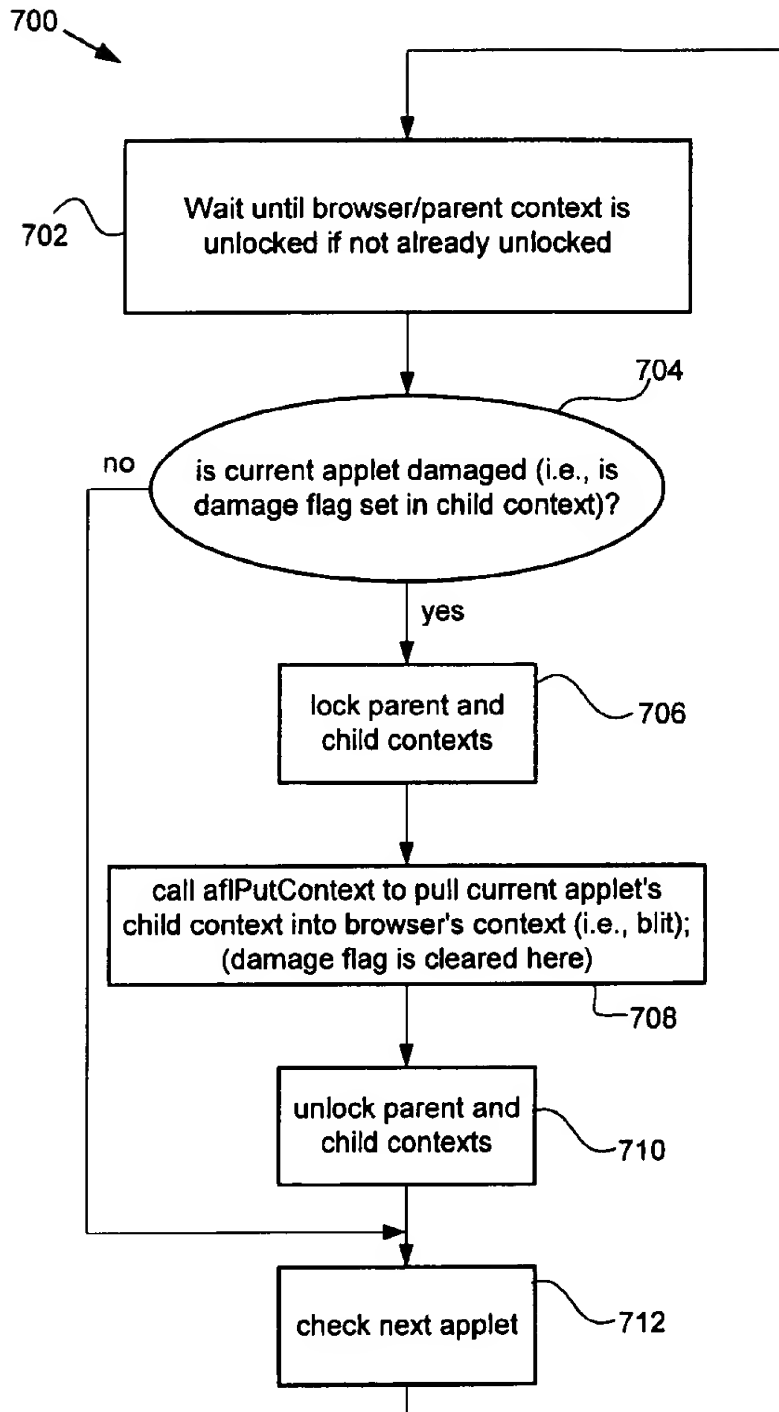 700
Wait until browser/parent context is
unlocked if not already unlocked
702
704
no
is current applet damaged (i.e., is
damage flag set in child context)?
yes
lock parent and
child contexts
706
call aflPutContext to pull current applet's
child context into browser's context (i.e., blit);
(damage flag is cleared here)
708
unlock parent and
child contexts
710
check next applet
712